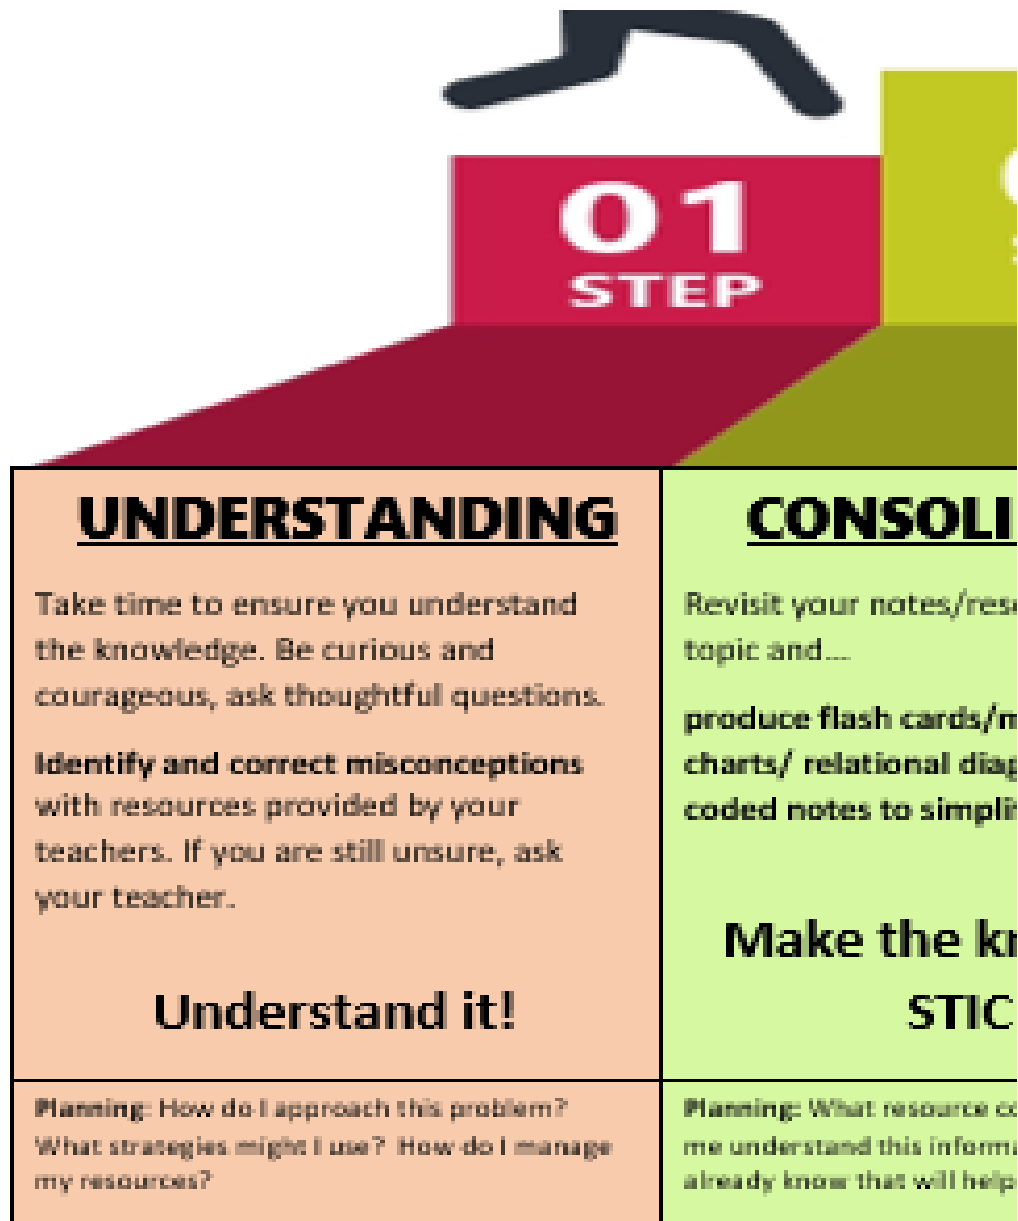 01
STEP
UNDERSTANDING
Take time to ensure you understand
the knowledge. Be curious and
courageous, ask thoughtful questions.
Identify and correct misconceptions
with resources provided by your
teachers. If you are still unsure, ask
your teacher.
Understand it!
Planning: How do I approach this problem?
What strategies might I use? How do I manage
my resources?
CONSOLI
Revisit your notes/res
topic and...
produce flash cards/m
charts/ relational diag
coded notes to simpli
Make the kn
STIC
Planning: What resource co
me understand this informa
already know that will help